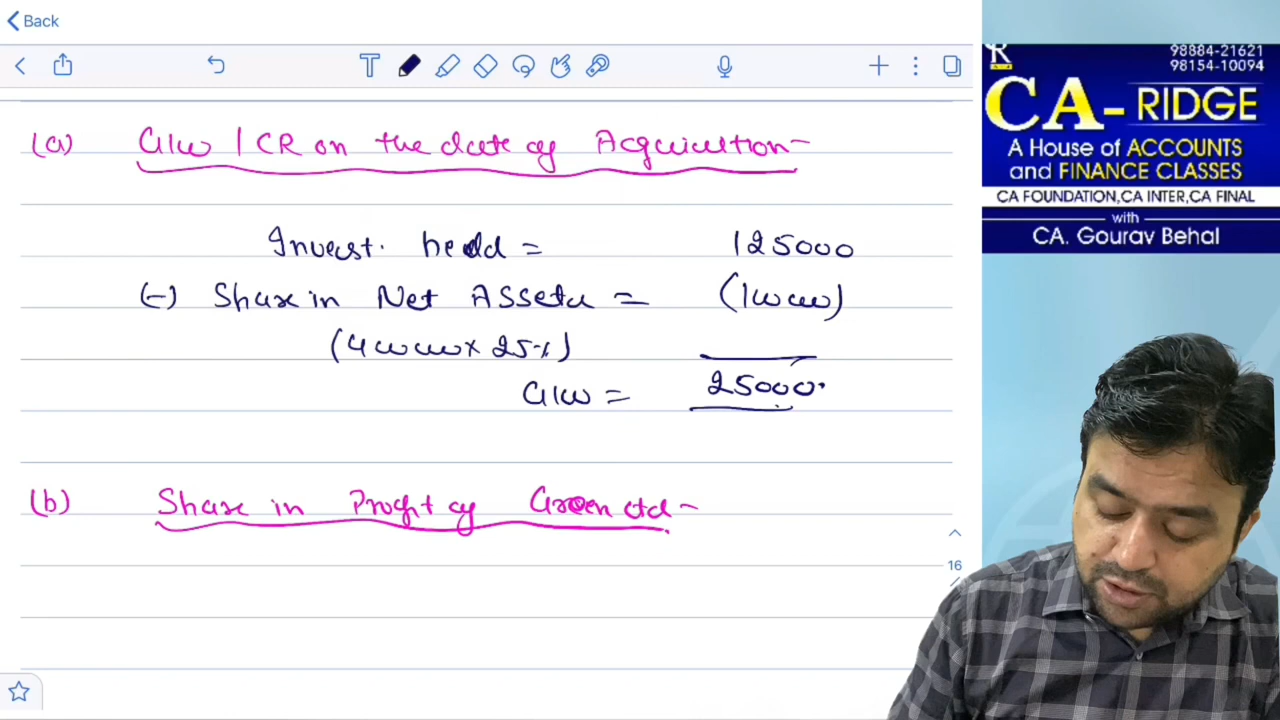 Back
(a) G/w / CR on the date of Acquisition-
Invest. held = 125000
(-) Share in Net Assets = (100000)
(400000 x 25%)
G/w = 25000
(b) Share in Profit of Green Ltd -
16
98884-21621
98154-10094
CA-RIDGE
A House of ACCOUNTS
and FINANCE CLASSES
CA FOUNDATION,CA INTER,CA FINAL
with
CA. Gourav Behal